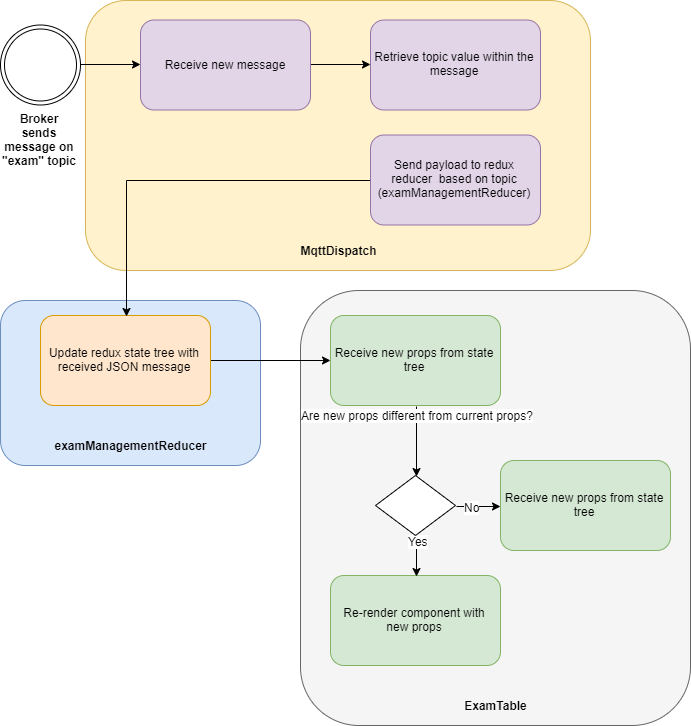 Broker
sends
message on
"exam" topic
Receive new message
Retrieve topic value within the
message
Send payload to redux
reducer based on topic
(examManagementReducer)
MqttDispatch
Update redux state tree with
received JSON message
examManagementReducer
Receive new props from state
tree
Are new props different from current props?
No
Receive new props from state
tree
Yes
Re-render component with
new props
ExamTable